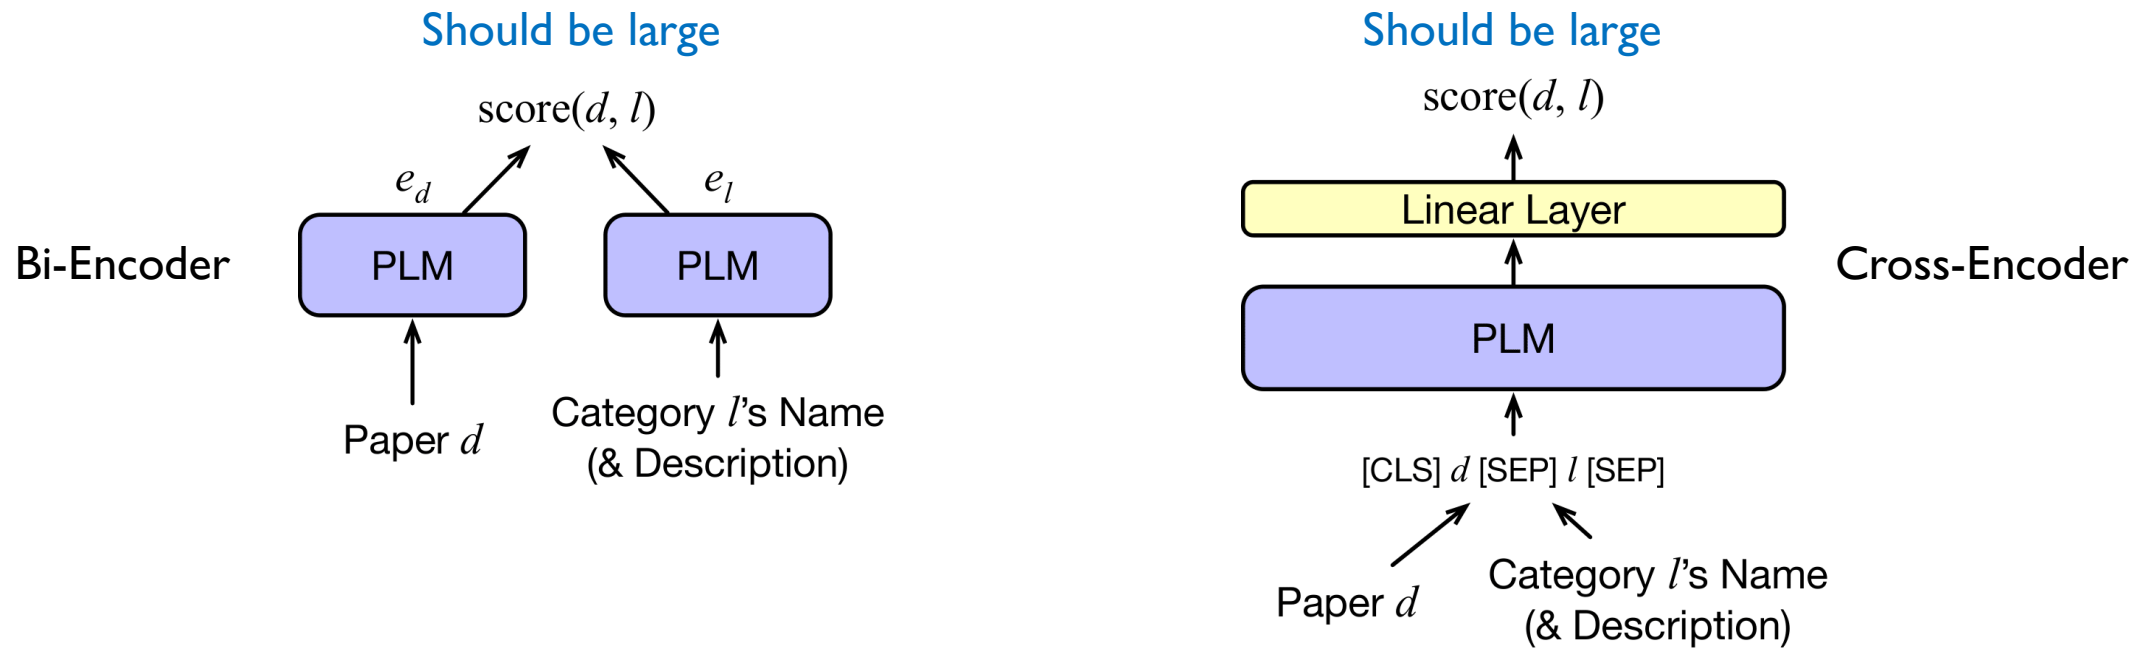 Should be large
score(d, l)
e_d
e_l
Bi-Encoder
PLM
PLM
Paper d
Category l's Name
(& Description)
Should be large
score(d, l)
Linear Layer
PLM
Cross-Encoder
[CLS] d [SEP] l [SEP]
Paper d
Category l's Name
(& Description)